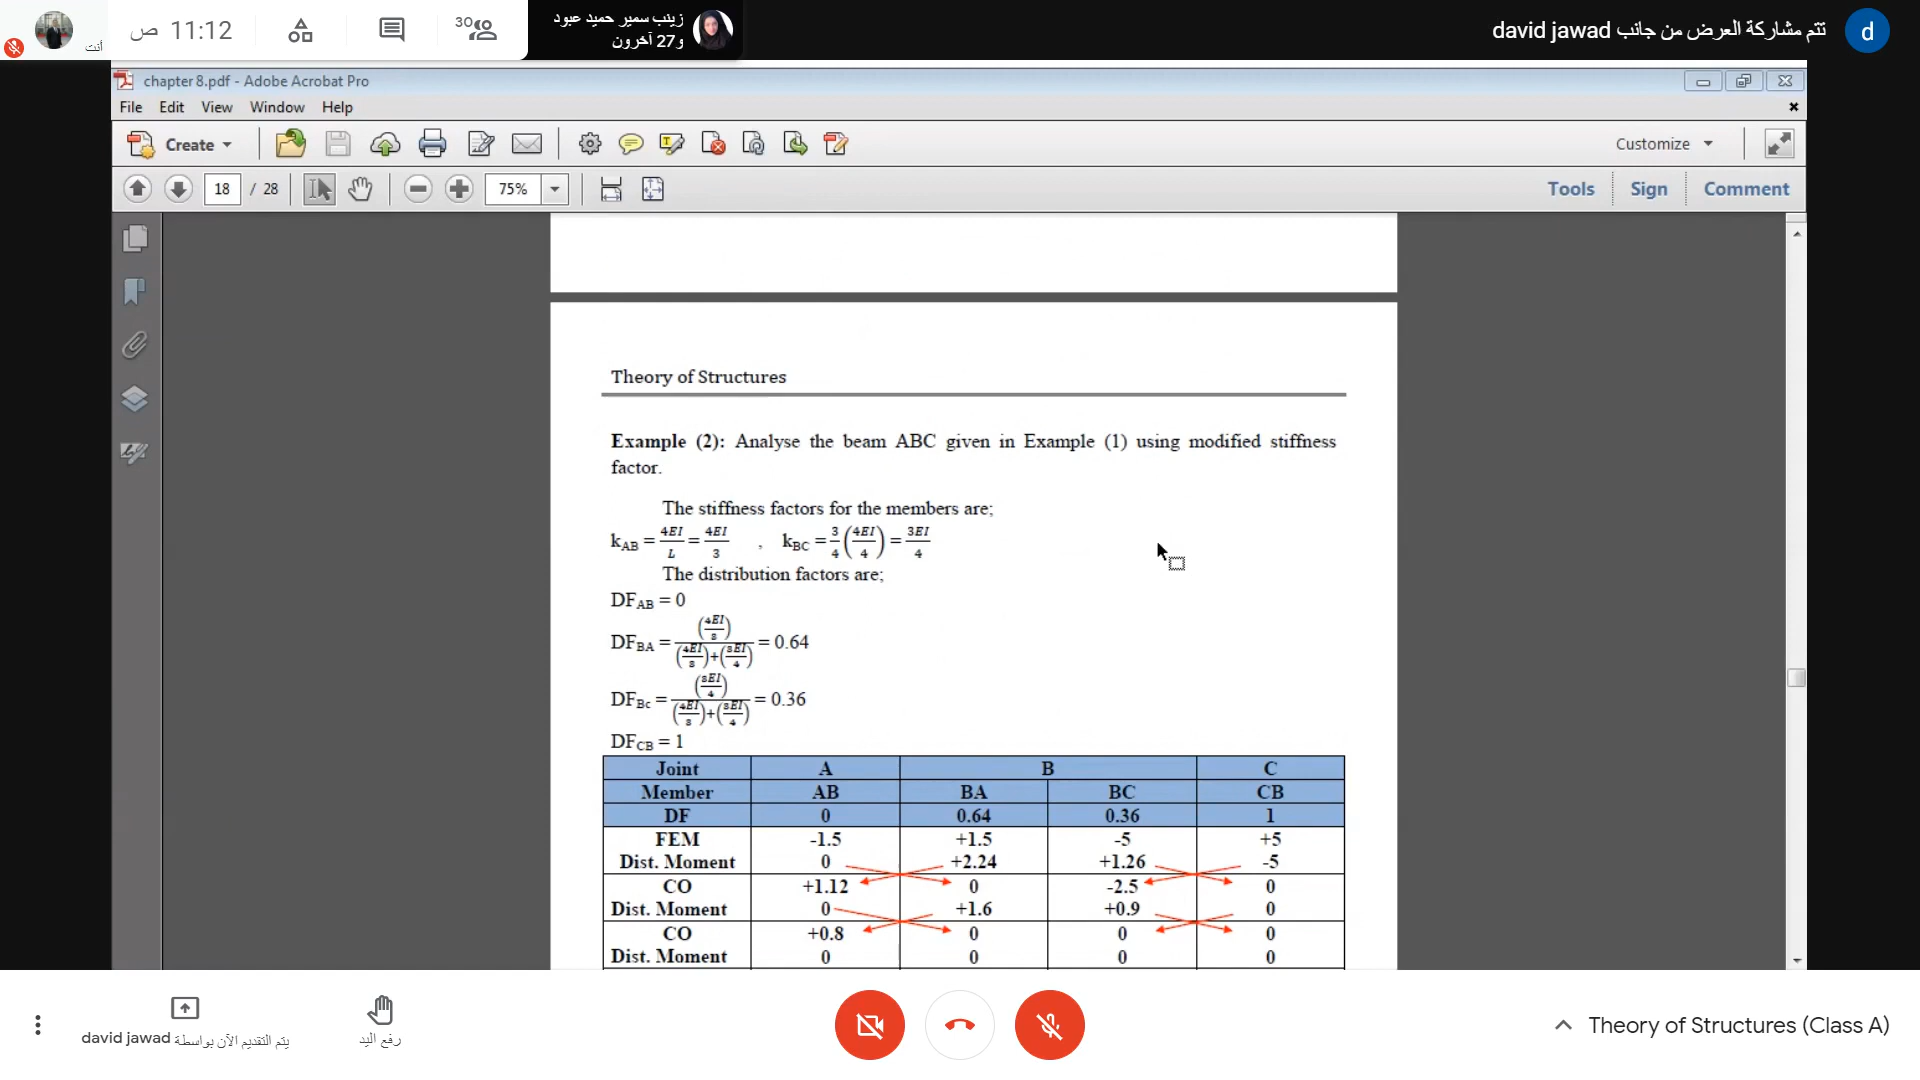 أنت
11:12 ص
30
زينب سمير حميد عبود
و27 آخرون
تتم مشاركة العرض من جانب david jawad
d
chapter 8.pdf - Adobe Acrobat Pro
File Edit View Window Help
Create
Customize
18 / 28
75%
Tools Sign Comment
Theory of Structures
Example (2): Analyse the beam ABC given in Example (1) using modified stiffness
factor.
The stiffness factors for the members are;
k_AB = 4EI/L = 4EI/3 , k_BC = 3/4 (4EI/4) = 3EI/4
The distribution factors are;
DF_AB = 0
DF_BA = (4EI/3) / ((4EI/3)+(3EI/4)) = 0.64
DF_Bc = (3EI/4) / ((4EI/3)+(3EI/4)) = 0.36
DF_CB = 1
Joint A B C
Member AB BA BC CB
DF 0 0.64 0.36 1
FEM -1.5 +1.5 -5 +5
Dist. Moment 0 +2.24 +1.26 -5
CO +1.12 0 -2.5 0
Dist. Moment 0 +1.6 +0.9 0
CO +0.8 0 0 0
Dist. Moment 0 0 0 0
يتم التقديم الآن بواسطة david jawad
رفع اليد
Theory of Structures (Class A)